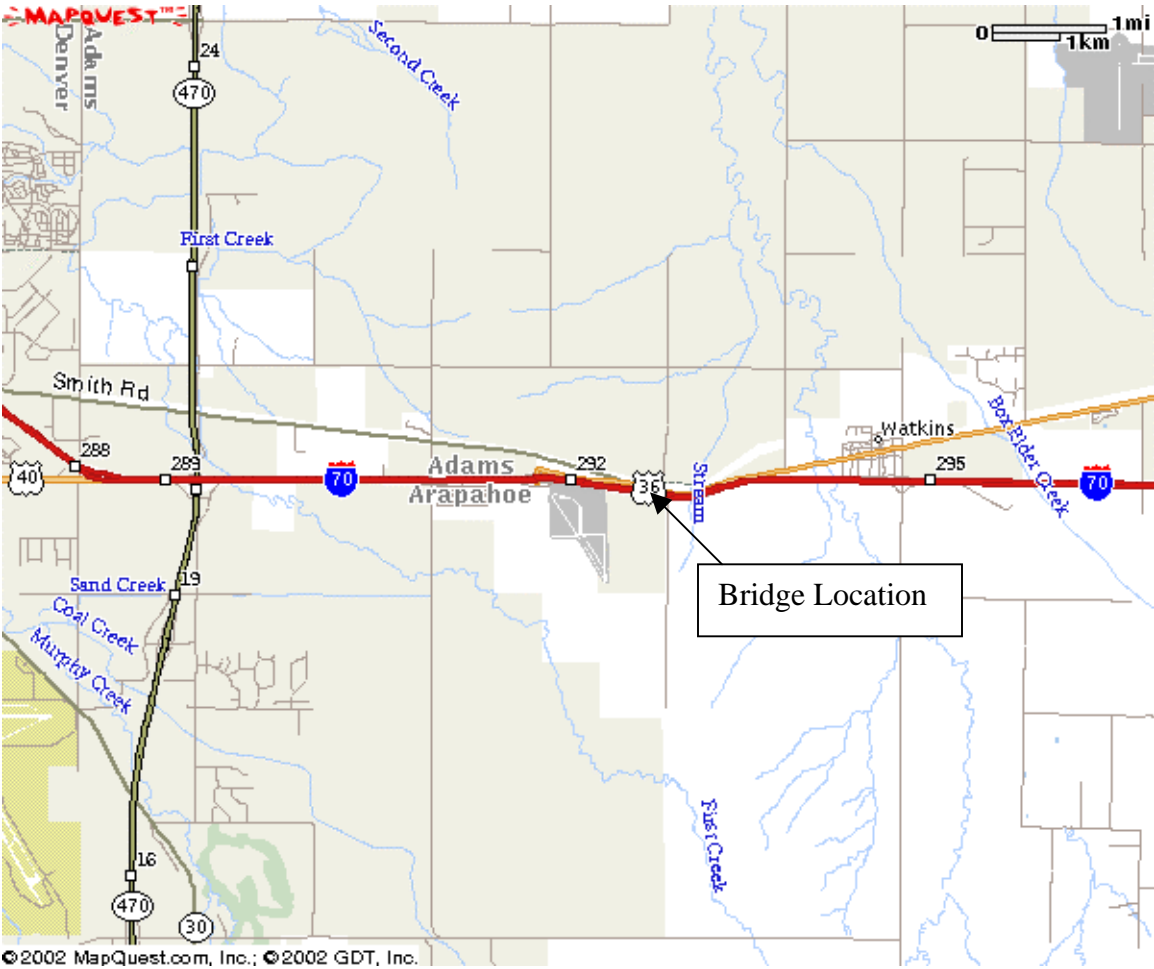 MAPQUEST™
Adams
Denver
24
470
Second Creek
0 1mi
1km
First Creek
Smith Rd
288
289
40
70
Adams
Arapahoe
292
36
Stream
Watkins
295
Box Elder Creek
70
Bridge Location
Sand Creek
19
Coal Creek
Murphy Creek
First Creek
16
470
30
©2002 MapQuest.com, Inc.; ©2002 GDT, Inc.